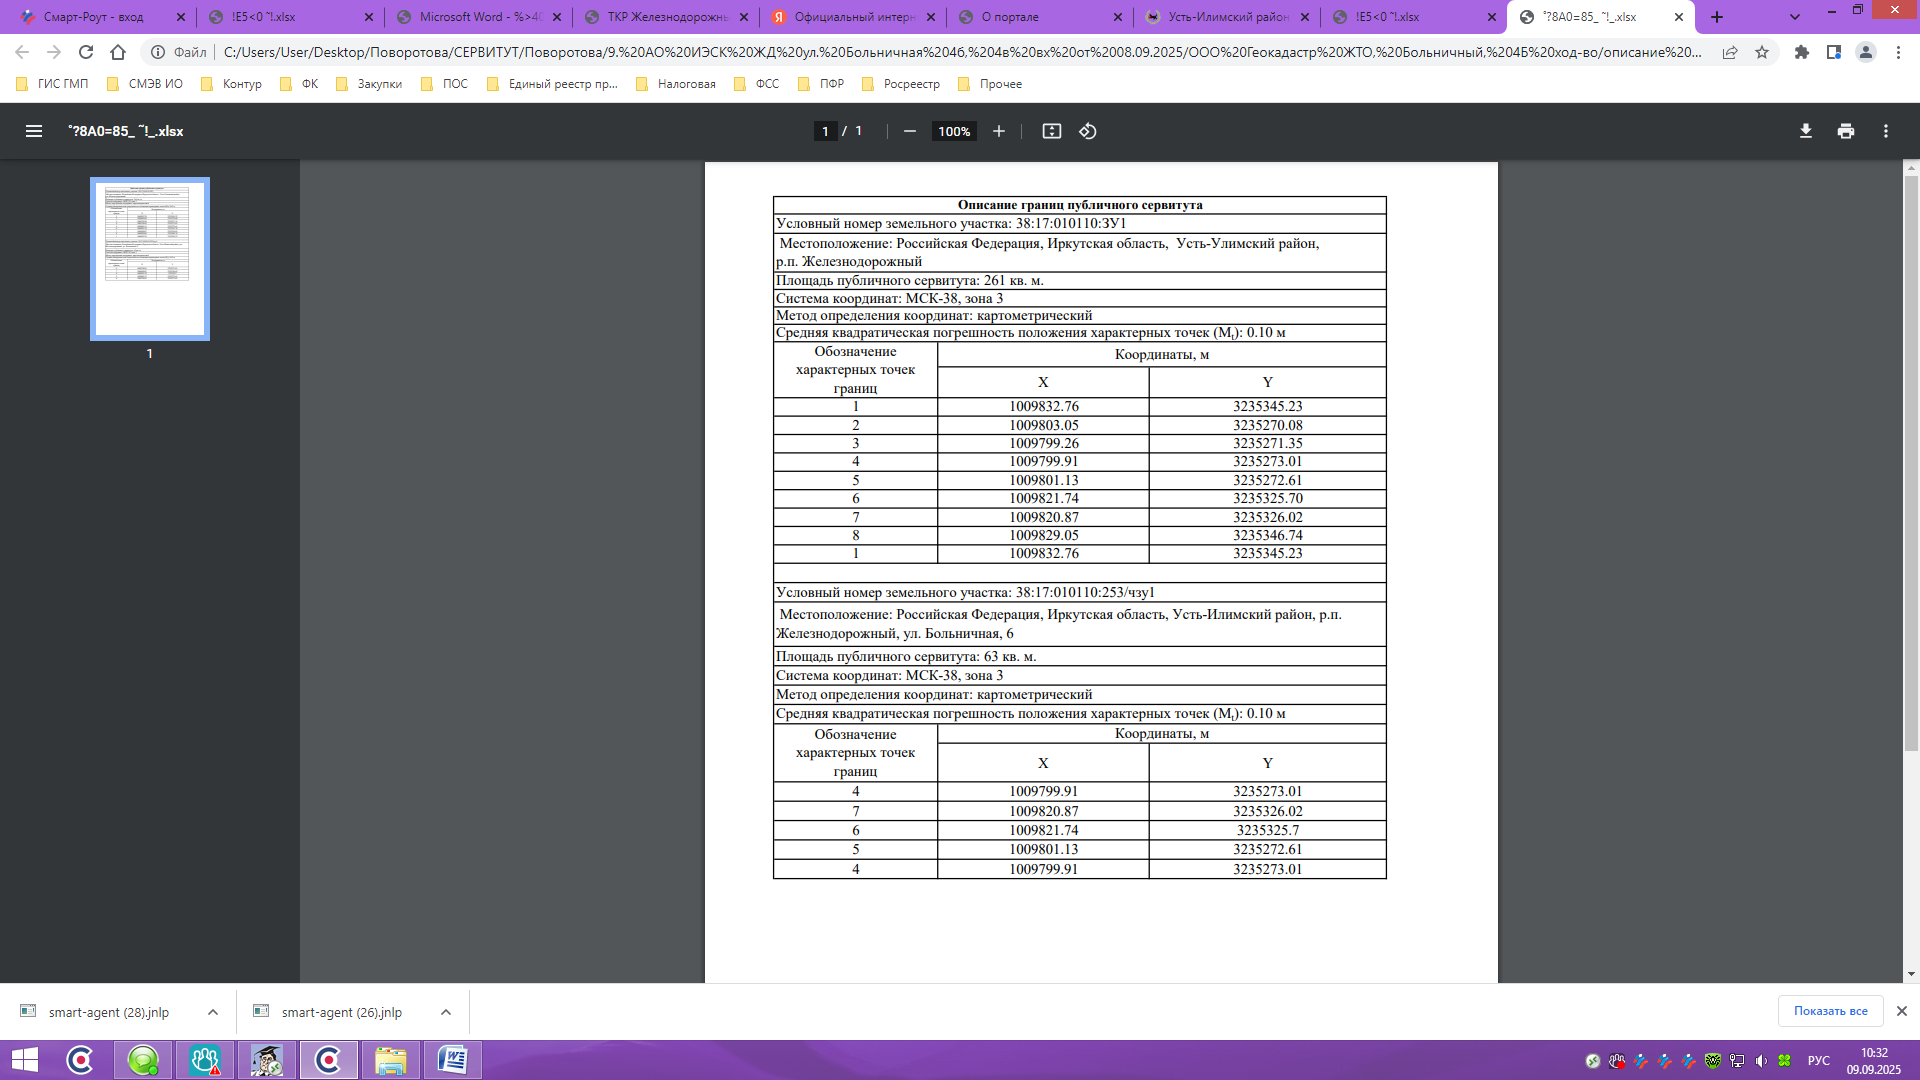 Смарт-Роут - вход
!E5<0 ˜!.xlsx
Microsoft Word - %>4C
ТКР Железнодорожны
Официальный интерн
О портале
Усть-Илимский район
!E5<0 ˜!.xlsx
˚?8A0=85_ ˜!_.xlsx
Файл
C:/Users/User/Desktop/Поворотова/СЕРВИТУТ/Поворотова/9.%20АО%20ИЭСК%20ЖД%20ул.%20Больничная%204б,%204в%20вх%20от%2008.09.2025/ООО%20Геокадастр%20ЖТО,%20Больничный,%204Б%20ход-во/описание%20...
ГИС ГМП
СМЭВ ИО
Контур
ФК
Закупки
ПОС
Единый реестр пр...
Налоговая
ФСС
ПФР
Росреестр
Прочее
˚?8A0=85_ ˜!_.xlsx
1 / 1
100%
1
Описание границ публичного сервитута
Условный номер земельного участка: 38:17:010110:ЗУ1
Местоположение: Российская Федерация, Иркутская область, Усть-Улимский район,
р.п. Железнодорожный
Площадь публичного сервитута: 261 кв. м.
Система координат: МСК-38, зона 3
Метод определения координат: картометрический
Средняя квадратическая погрешность положения характерных точек (Mt): 0.10 м
Обозначение характерных точек границ
Координаты, м
X Y
1 1009832.76 3235345.23
2 1009803.05 3235270.08
3 1009799.26 3235271.35
4 1009799.91 3235273.01
5 1009801.13 3235272.61
6 1009821.74 3235325.70
7 1009820.87 3235326.02
8 1009829.05 3235346.74
1 1009832.76 3235345.23
Условный номер земельного участка: 38:17:010110:253/чзу1
Местоположение: Российская Федерация, Иркутская область, Усть-Илимский район, р.п.
Железнодорожный, ул. Больничная, 6
Площадь публичного сервитута: 63 кв. м.
Система координат: МСК-38, зона 3
Метод определения координат: картометрический
Средняя квадратическая погрешность положения характерных точек (Mt): 0.10 м
Обозначение характерных точек границ
Координаты, м
X Y
4 1009799.91 3235273.01
7 1009820.87 3235326.02
6 1009821.74 3235325.7
5 1009801.13 3235272.61
4 1009799.91 3235273.01
smart-agent (28).jnlp
smart-agent (26).jnlp
Показать все
РУС
10:32
09.09.2025